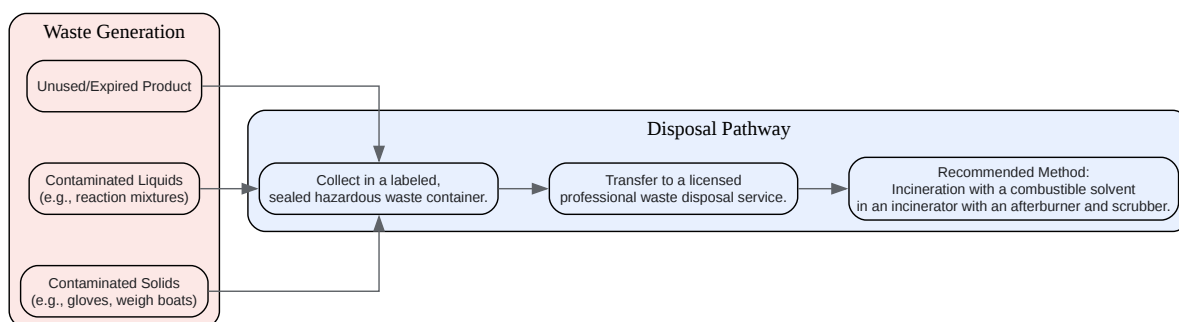 Waste Generation
Unused/Expired Product
Contaminated Liquids
(e.g., reaction mixtures)
Contaminated Solids
(e.g., gloves, weigh boats)
Disposal Pathway
Collect in a labeled,
sealed hazardous waste container.
Transfer to a licensed
professional waste disposal service.
Recommended Method:
Incineration with a combustible solvent
in an incinerator with an afterburner and scrubber.